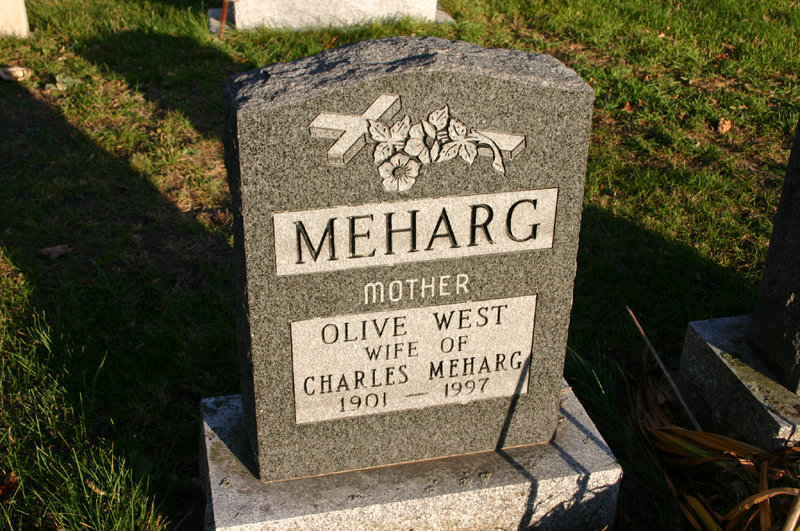 MEHARG
MOTHER
OLIVE WEST
WIFE OF
CHARLES MEHARG
1901 — 1997